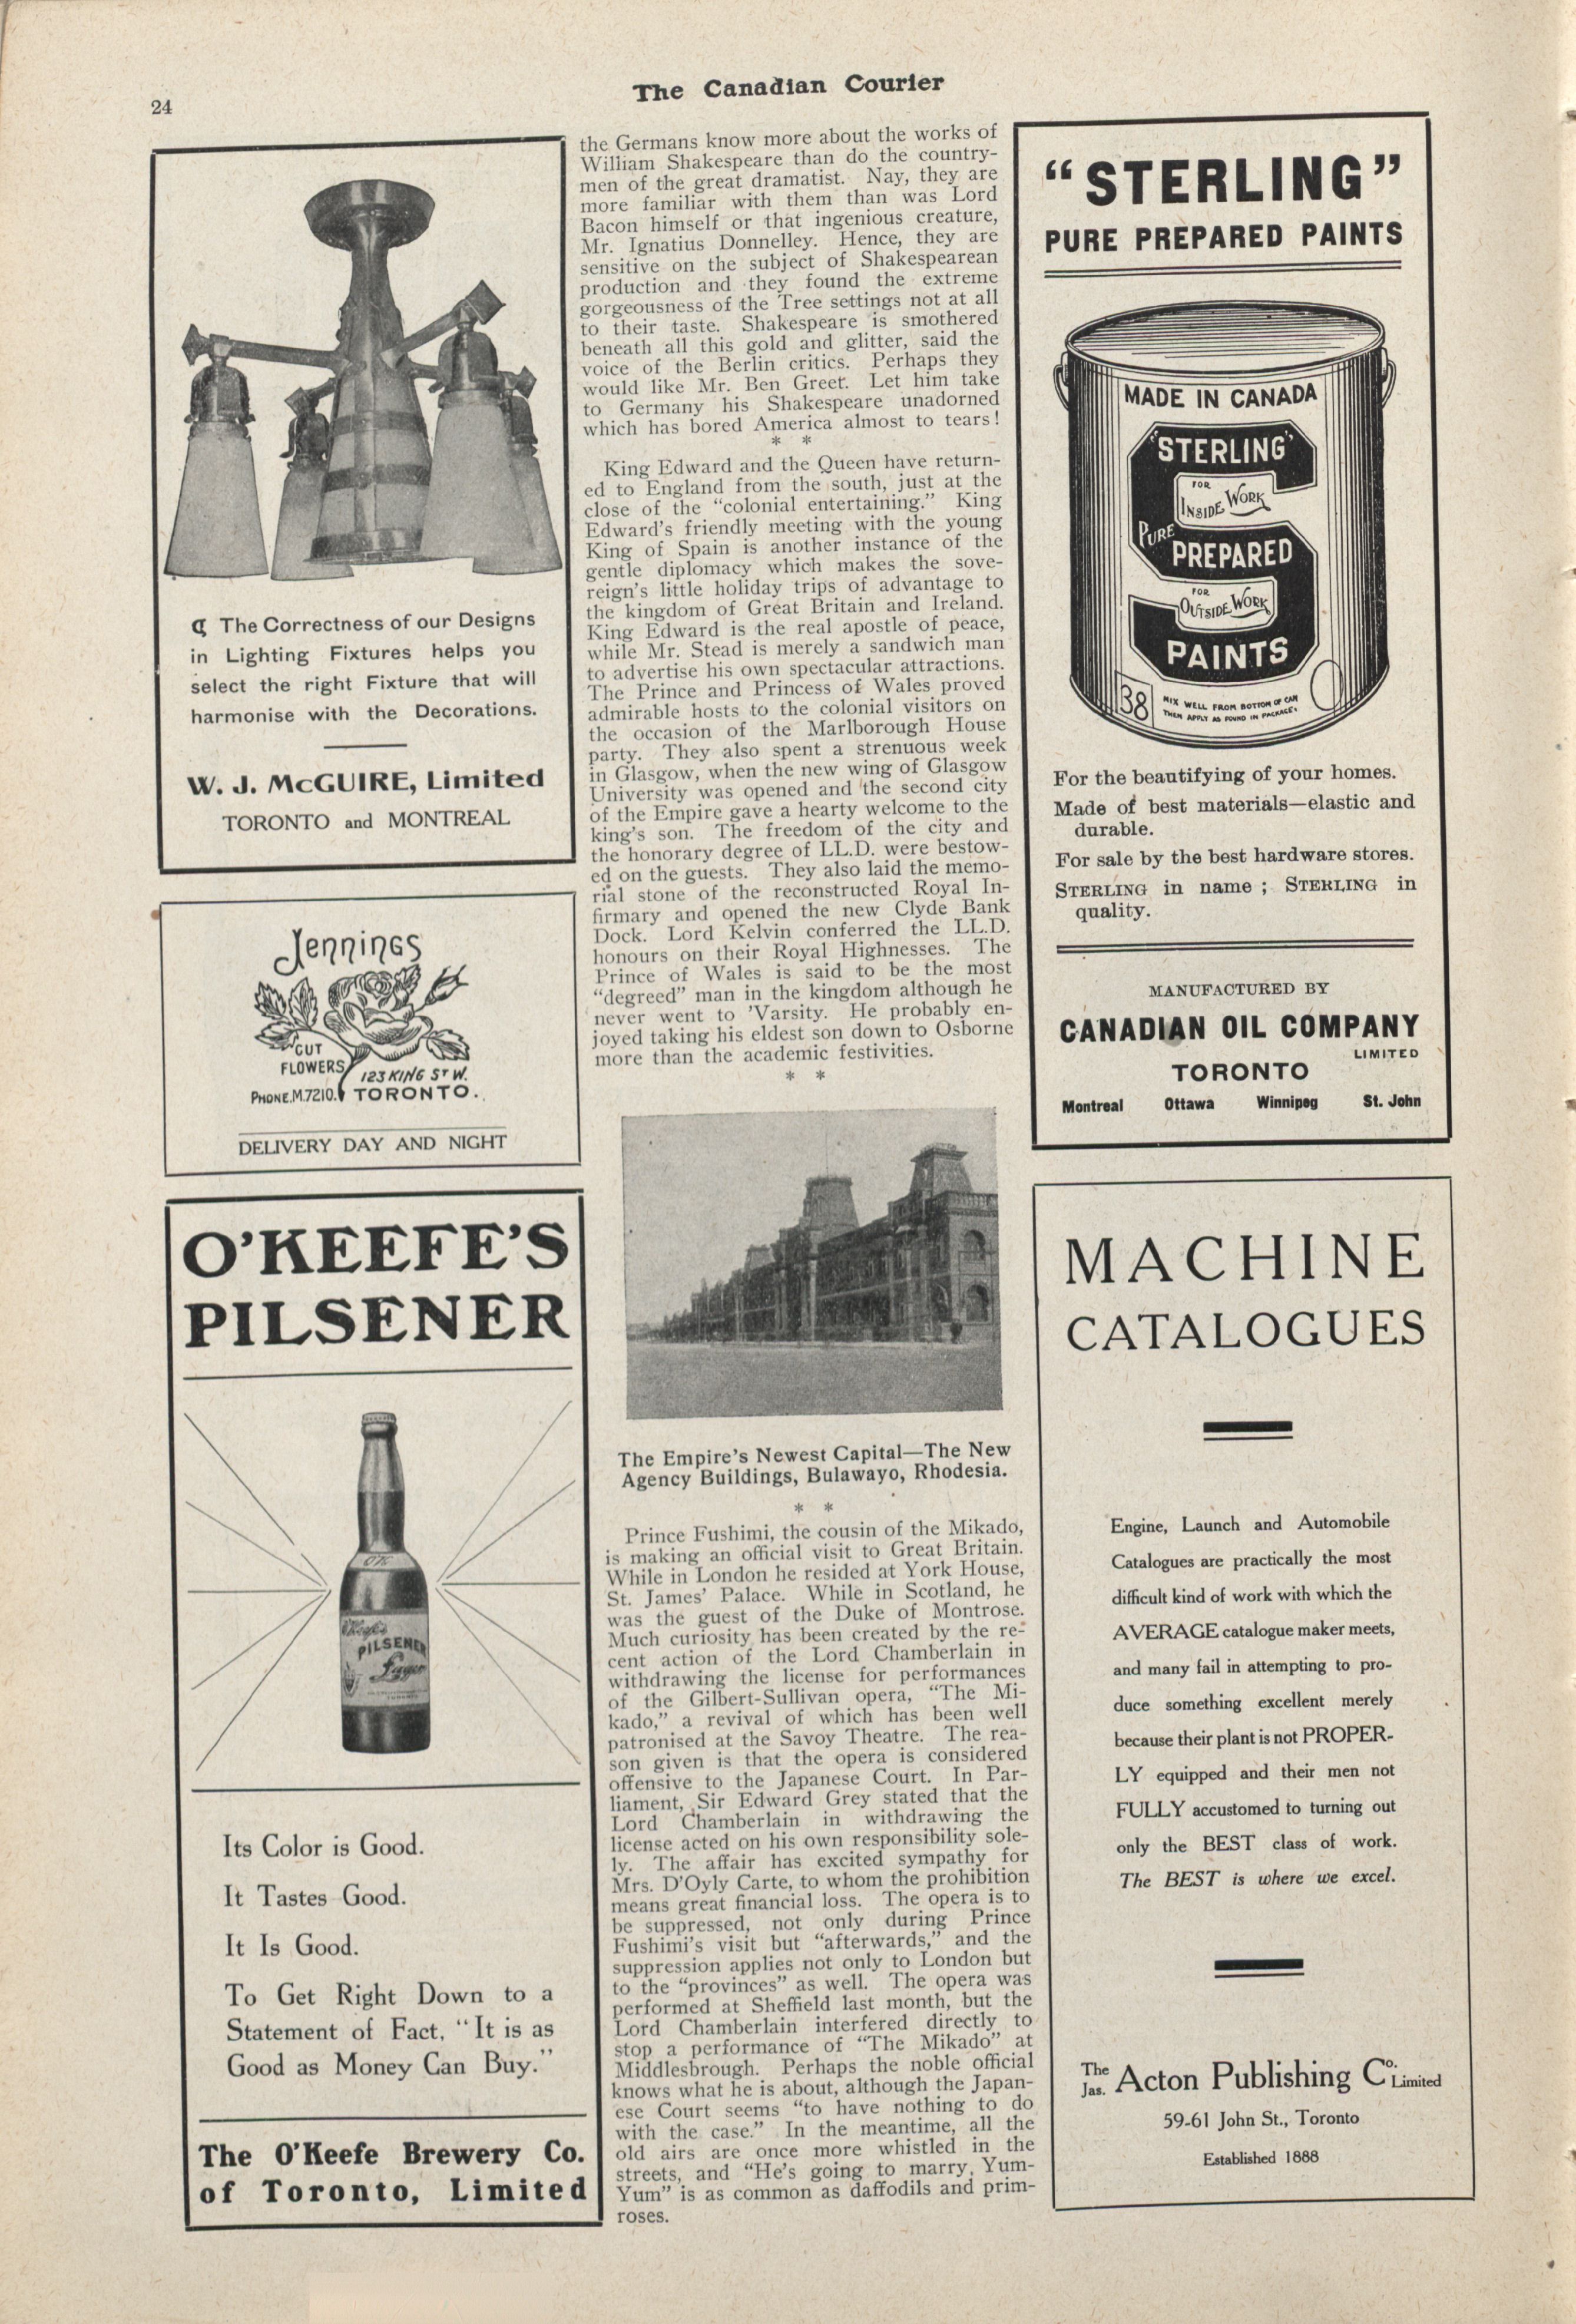 24
The Canadian Courier
❡ The Correctness of our Designs
in Lighting Fixtures helps you
select the right Fixture that will
harmonise with the Decorations.
W. J. McGUIRE, Limited
TORONTO and MONTREAL
Jennings
CUT
FLOWERS
123 KING ST W.
PHONE.M.7210. TORONTO.
DELIVERY DAY AND NIGHT
O'KEEFE'S
PILSENER
OK
O'Keefe's
PILSENER
Lager
Its Color is Good.
It Tastes Good.
It Is Good.
To Get Right Down to a
Statement of Fact, "It is as
Good as Money Can Buy."
The O'Keefe Brewery Co.
of Toronto, Limited
the Germans know more about the works of
William Shakespeare than do the country-
men of the great dramatist. Nay, they are
more familiar with them than was Lord
Bacon himself or that ingenious creature,
Mr. Ignatius Donnelley. Hence, they are
sensitive on the subject of Shakespearean
production and they found the extreme
gorgeousness of the Tree settings not at all
to their taste. Shakespeare is smothered
beneath all this gold and glitter, said the
voice of the Berlin critics. Perhaps they
would like Mr. Ben Greet. Let him take
to Germany his Shakespeare unadorned
which has bored America almost to tears!
* *
King Edward and the Queen have return-
ed to England from the south, just at the
close of the "colonial entertaining." King
Edward's friendly meeting with the young
King of Spain is another instance of the
gentle diplomacy which makes the sove-
reign's little holiday trips of advantage to
the kingdom of Great Britain and Ireland.
King Edward is the real apostle of peace,
while Mr. Stead is merely a sandwich man
to advertise his own spectacular attractions.
The Prince and Princess of Wales proved
admirable hosts to the colonial visitors on
the occasion of the Marlborough House
party. They also spent a strenuous week
in Glasgow, when the new wing of Glasgow
University was opened and the second city
of the Empire gave a hearty welcome to the
king's son. The freedom of the city and
the honorary degree of LL.D. were bestow-
ed on the guests. They also laid the memo-
rial stone of the reconstructed Royal In-
firmary and opened the new Clyde Bank
Dock. Lord Kelvin conferred the LL.D.
honours on their Royal Highnesses. The
Prince of Wales is said to be the most
"degreed" man in the kingdom although he
never went to 'Varsity. He probably en-
joyed taking his eldest son down to Osborne
more than the academic festivities.
* *
The Empire's Newest Capital—The New
Agency Buildings, Bulawayo, Rhodesia.
* *
Prince Fushimi, the cousin of the Mikado,
is making an official visit to Great Britain.
While in London he resided at York House,
St. James' Palace. While in Scotland, he
was the guest of the Duke of Montrose.
Much curiosity has been created by the re-
cent action of the Lord Chamberlain in
withdrawing the license for performances
of the Gilbert-Sullivan opera, "The Mi-
kado," a revival of which has been well
patronised at the Savoy Theatre. The rea-
son given is that the opera is considered
offensive to the Japanese Court. In Par-
liament, Sir Edward Grey stated that the
Lord Chamberlain in withdrawing the
license acted on his own responsibility sole-
ly. The affair has excited sympathy for
Mrs. D'Oyly Carte, to whom the prohibition
means great financial loss. The opera is to
be suppressed, not only during Prince
Fushimi's visit but "afterwards," and the
suppression applies not only to London but
to the "provinces" as well. The opera was
performed at Sheffield last month, but the
Lord Chamberlain interfered directly to
stop a performance of "The Mikado" at
Middlesbrough. Perhaps the noble official
knows what he is about, although the Japan-
ese Court seems "to have nothing to do
with the case." In the meantime, all the
old airs are once more whistled in the
streets, and "He's going to marry, Yum-
Yum" is as common as daffodils and prim-
roses.
"STERLING"
PURE PREPARED PAINTS
MADE IN CANADA
'STERLING'
FOR
INSIDE WORK
PURE
PREPARED
FOR
OUTSIDE WORK
PAINTS
38
MIX WELL FROM BOTTOM OF CAN
THEN APPLY AS FOUND IN PACKAGE.
For the beautifying of your homes.
Made of best materials—elastic and
durable.
For sale by the best hardware stores.
STERLING in name ; STERLING in
quality.
MANUFACTURED BY
CANADIAN OIL COMPANY
LIMITED
TORONTO
Montreal Ottawa Winnipeg St. John
MACHINE
CATALOGUES
Engine, Launch and Automobile
Catalogues are practically the most
difficult kind of work with which the
AVERAGE catalogue maker meets,
and many fail in attempting to pro-
duce something excellent merely
because their plant is not PROPER-
LY equipped and their men not
FULLY accustomed to turning out
only the BEST class of work.
The BEST is where we excel.
The Jas. Acton Publishing Co. Limited
59-61 John St., Toronto
Established 1888